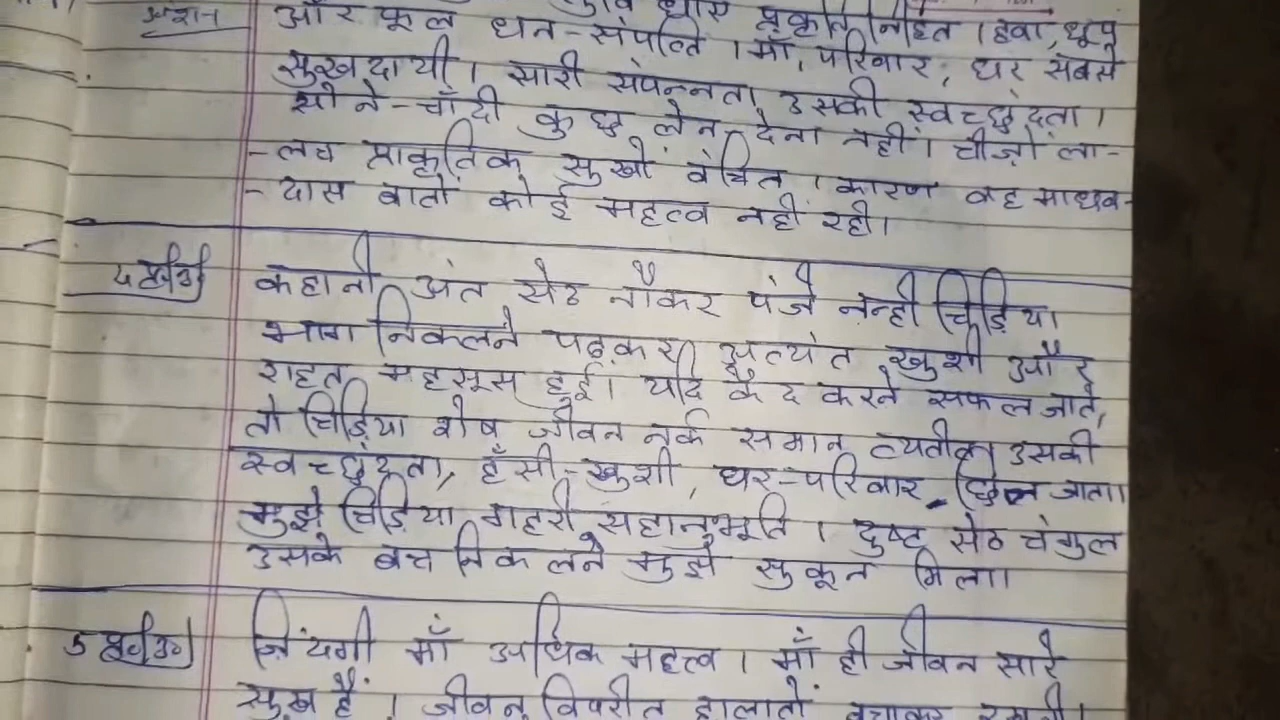 और फूल धन-संपत्ति । माँ, परिवार, घर सबसे
सुखदायी । सारी संपन्नता उसकी स्वच्छंदता ।
सोने-चाँदी कुछ लेन देना नहीं। चीज़ों ला-
-लच प्राकृतिक सुखों वंचित । कारण वह माधव-
-दास बातों कोई महत्व नहीं रही।
कहानी अंत सेठ नौकर पंजे नन्ही चिड़िया
भाग निकलने पढ़कर अत्यंत खुशी और
राहत महसूस हुई। यदि कैद करने सफल जाते,
तो चिड़िया शेष जीवन नर्क समान व्यतीत। उसकी
स्वच्छंदता, हँसी-खुशी, घर-परिवार छिन जाता।
मुझे चिड़िया गहरी सहानुभूति । दुष्ट सेठ चंगुल
उसके बच निकलने मुझे सुकून मिला।
ज़िंदगी माँ अधिक महत्व । माँ ही जीवन सारे
सुख है । जीवन विपरीत हालातों बचाकर